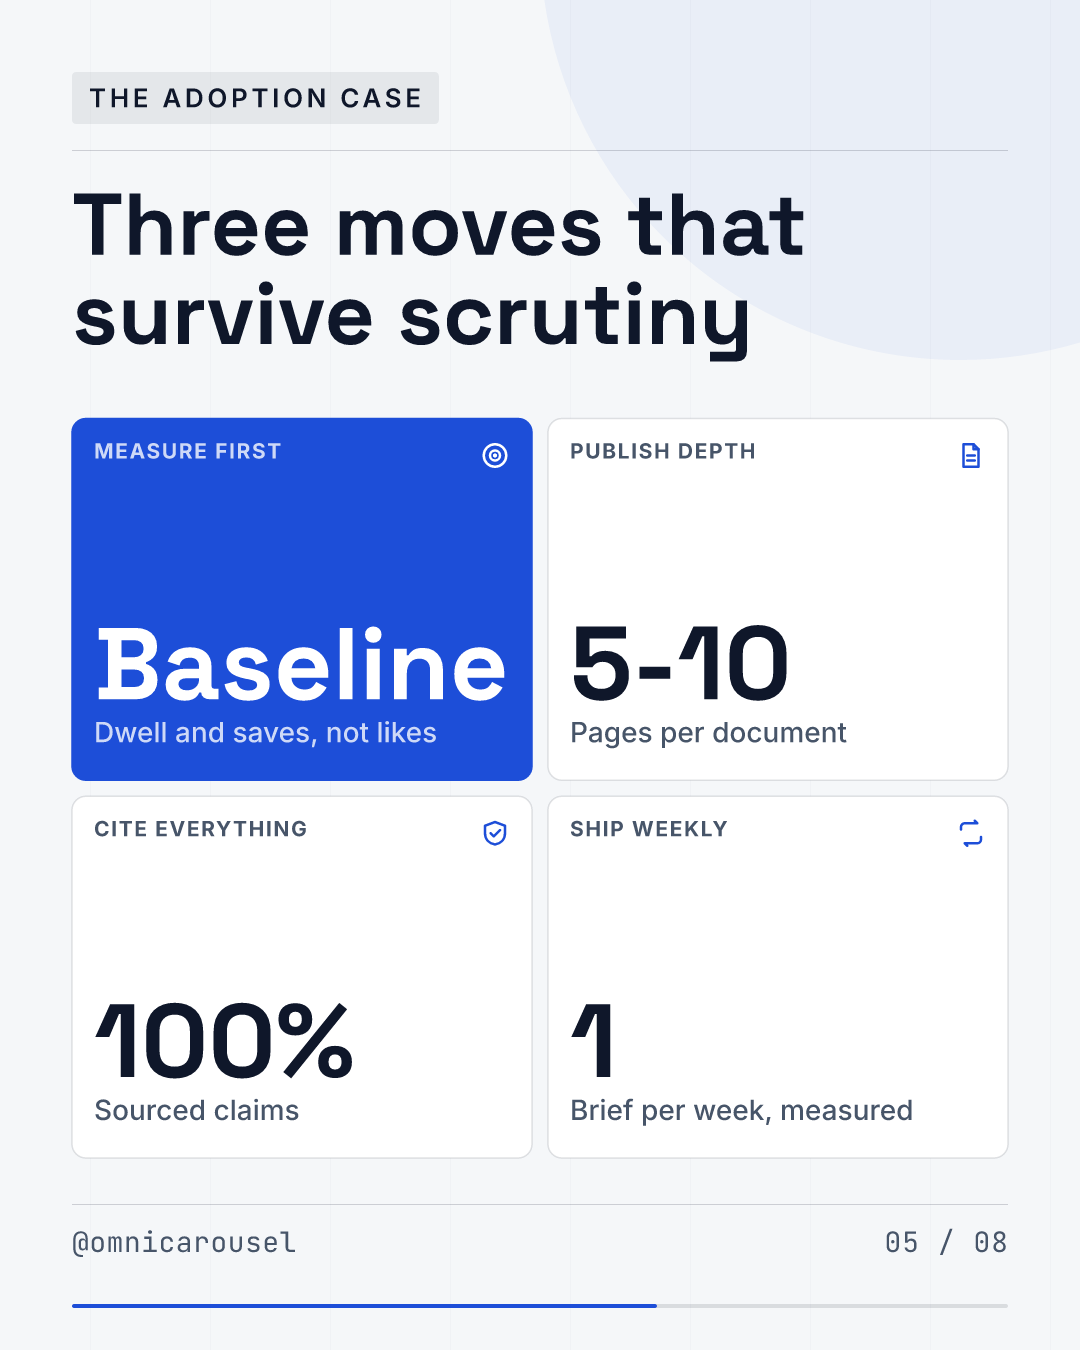 THE ADOPTION CASE
Three moves that
survive scrutiny
MEASURE FIRST
Baseline
Dwell and saves, not likes
PUBLISH DEPTH
5-10
Pages per document
CITE EVERYTHING
100%
Sourced claims
SHIP WEEKLY
1
Brief per week, measured
@omnicarousel
05 / 08